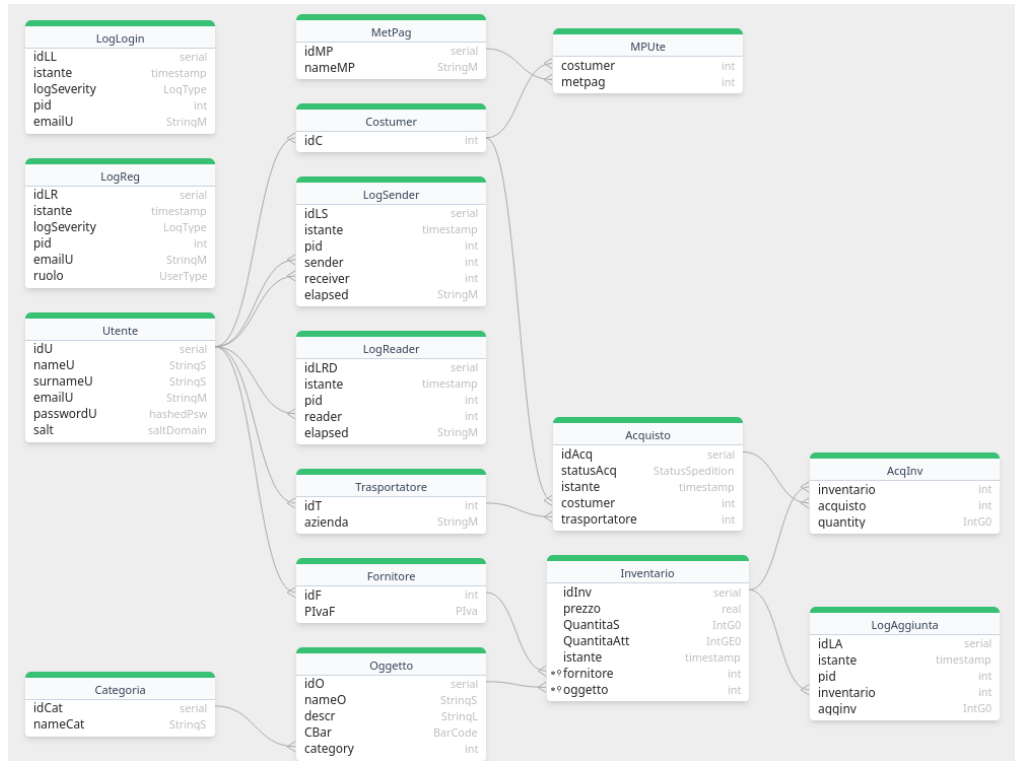 LogLogin
idLL serial
istante timestamp
logSeverity LogType
pid int
emailU StringM
LogReg
idLR serial
istante timestamp
logSeverity LogType
pid int
emailU StringM
ruolo UserType
Utente
idU serial
nameU StringS
surnameU StringS
emailU StringM
passwordU hashedPsw
salt saltDomain
Categoria
idCat serial
nameCat StringS
MetPag
idMP serial
nameMP StringM
Costumer
idC int
LogSender
idLS serial
istante timestamp
pid int
sender int
receiver int
elapsed StringM
LogReader
idLRD serial
istante timestamp
pid int
reader int
elapsed StringM
Trasportatore
idT int
azienda StringM
Fornitore
idF int
PIvaF PIva
Oggetto
idO serial
nameO StringS
descr StringL
CBar BarCode
category int
MPUte
costumer int
metpag int
Acquisto
idAcq serial
statusAcq StatusSpedition
istante timestamp
costumer int
trasportatore int
Inventario
idInv serial
prezzo real
QuantitaS IntG0
QuantitaAtt IntGE0
istante timestamp
fornitore int
oggetto int
AcqInv
inventario int
acquisto int
quantity IntG0
LogAggiunta
idLA serial
istante timestamp
pid int
inventario int
agginv IntG0